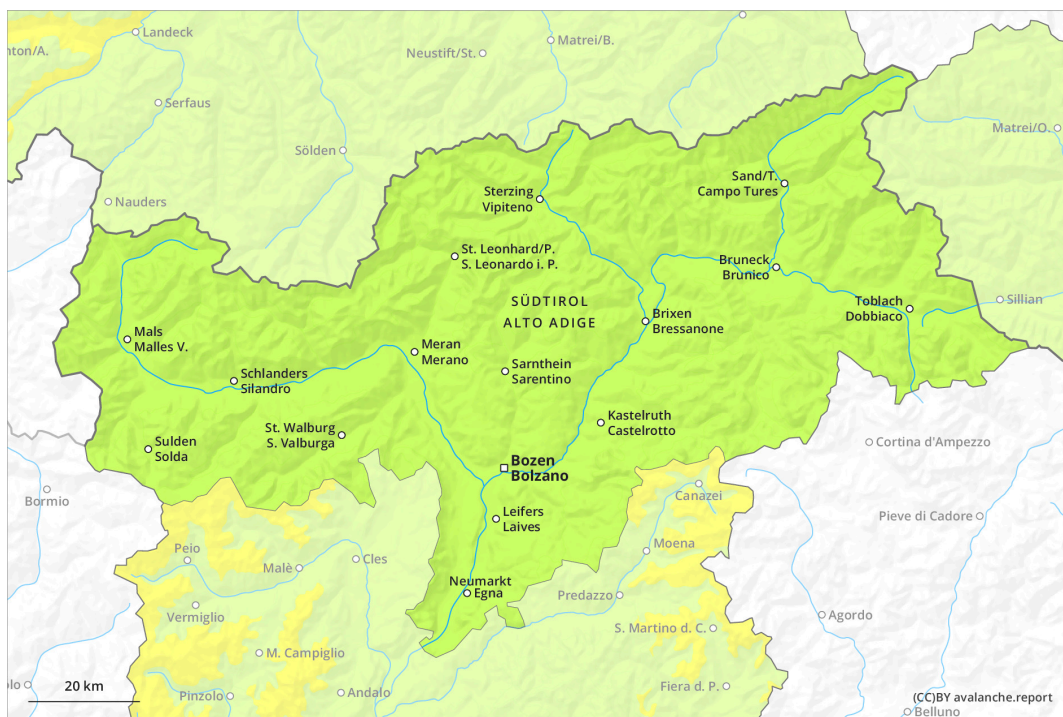 Landeck
nton/A.
Neustift/St.
Matrei/B.
Serfaus
Matrei/O.
Sölden
Sand/T.
Campo Tures
Sterzing
Vipiteno
Nauders
St. Leonhard/P.
S. Leonardo i. P.
Bruneck
Brunico
SÜDTIROL
ALTO ADIGE
Toblach
Dobbiaco
Sillian
Brixen
Bressanone
Mals
Malles V.
Meran
Merano
Sarnthein
Sarentino
Schlanders
Silandro
Kastelruth
Castelrotto
St. Walburg
S. Valburga
Sulden
Solda
Cortina d'Ampezzo
Bozen
Bolzano
Bormio
Canazei
Leifers
Laives
Pieve di Cadore
Moena
Peio
Malè
Cles
Neumarkt
Egna
Predazzo
Vermiglio
Agordo
S. Martino d. C.
M. Campiglio
olo
20 km
Pinzolo
Andalo
Fiera d. P.
(CC)BY avalanche.report
Belluno